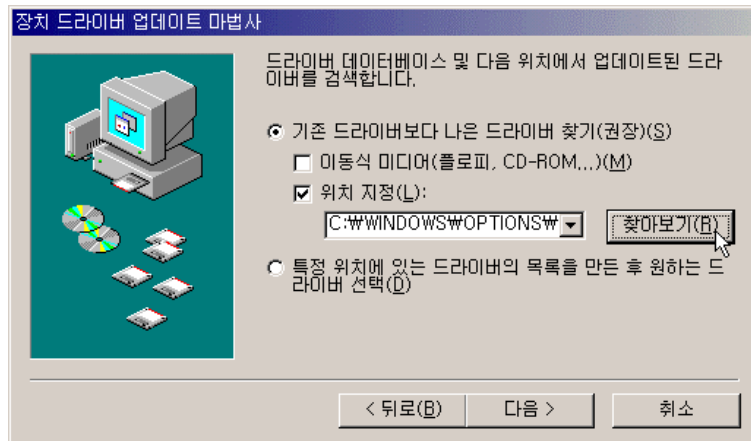 장치 드라이버 업데이트 마법사
드라이버 데이터베이스 및 다음 위치에서 업데이트된 드라
이버를 검색합니다.
기존 드라이버보다 나은 드라이버 찾기(권장)(S)
이동식 미디어(플로피, CD-ROM...)(M)
위치 지정(L):
C:₩WINDOWS₩OPTIONS₩
찾아보기(R)
특정 위치에 있는 드라이버의 목록을 만든 후 원하는 드
라이버 선택(D)
< 뒤로(B)
다음 >
취소